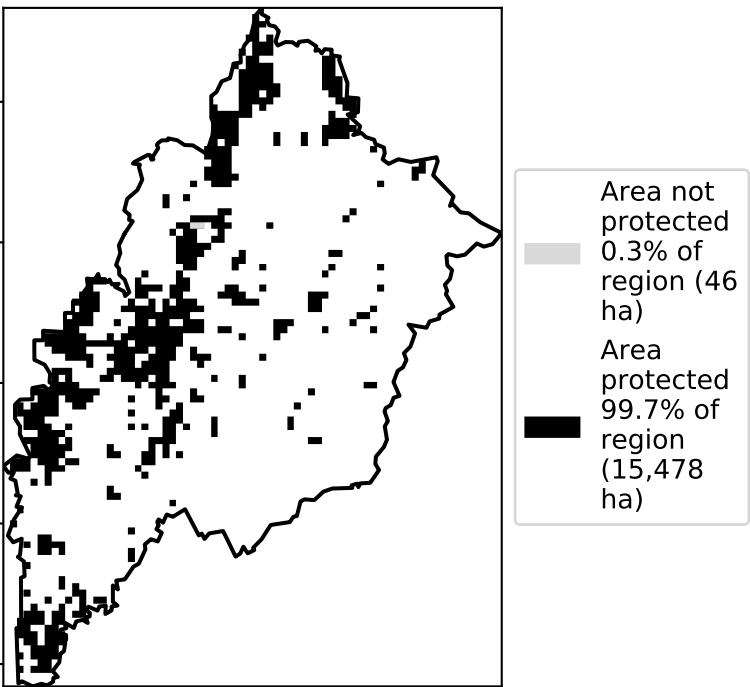 Area not
protected
0.3% of
region (46
ha)
Area
protected
99.7% of
region
(15,478
ha)